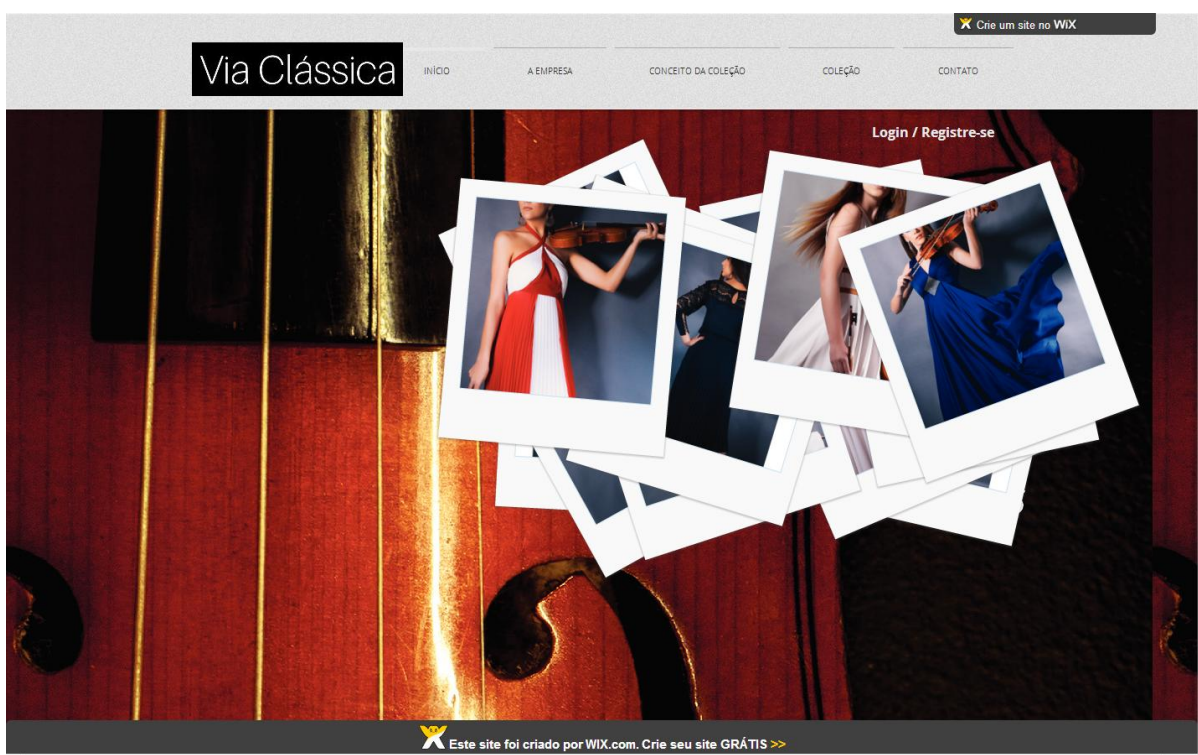 Crie um site no WiX
Via Clássica
INÍCIO
A EMPRESA
CONCEITO DA COLEÇÃO
COLEÇÃO
CONTATO
Login / Registre-se
Este site foi criado por WIX.com. Crie seu site GRÁTIS >>